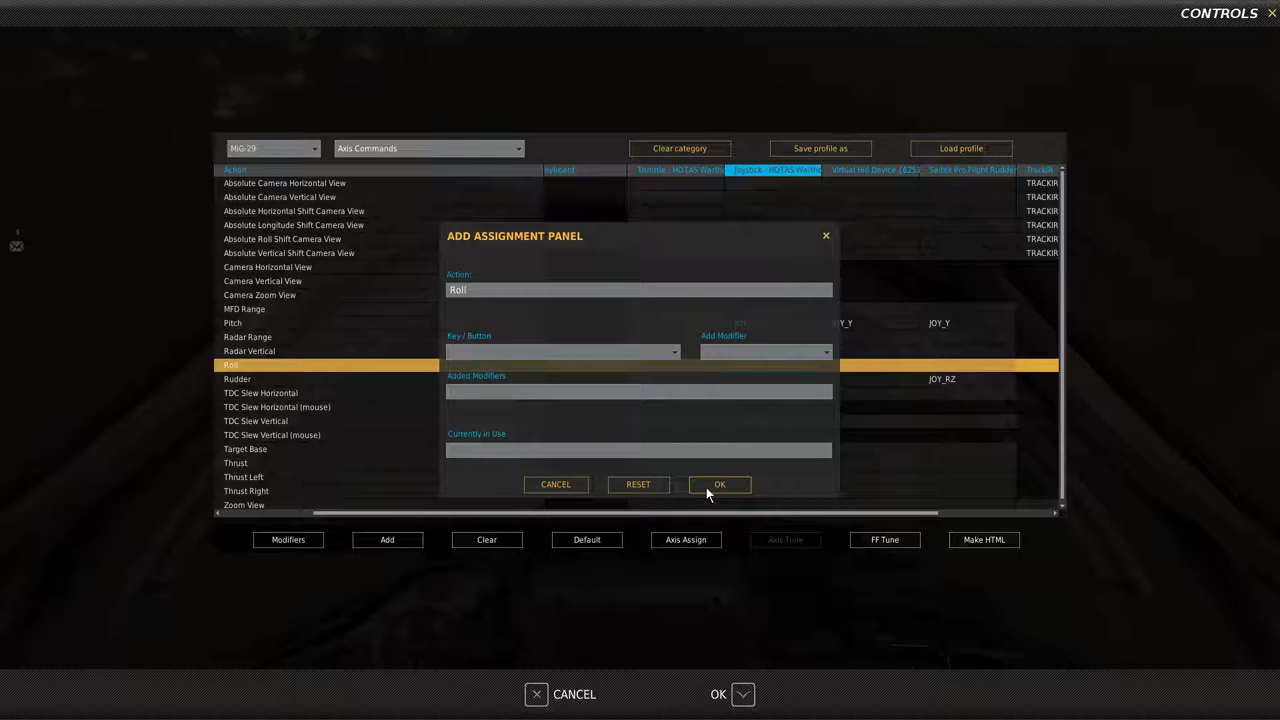 CONTROLS
MiG-29 Axis Commands Clear category Save profile as Load profile
Action Throttle - HOTAS Warth Joystick - HOTAS Warth Saitek Pro Flight Rudder TrackIR
Absolute Camera Horizontal View TRACKIR
Absolute Camera Vertical View TRACKIR
Absolute Horizontal Shift Camera View TRACKIR
Absolute Longitude Shift Camera View TRACKIR
Absolute Roll Shift Camera View TRACKIR
Absolute Vertical Shift Camera View TRACKIR
Camera Horizontal View
Camera Vertical View
Camera Zoom View
MFD Range
Pitch JOY_Y
Radar Range
Radar Vertical
Roll
Rudder JOY_RZ
TDC Slew Horizontal
TDC Slew Horizontal (mouse)
TDC Slew Vertical
TDC Slew Vertical (mouse)
Target Base
Thrust
Thrust Left
Thrust Right
Zoom View
ADD ASSIGNMENT PANEL
Action:
Roll
Key / Button Add Modifier
Added Modifiers
Currently in Use
CANCEL RESET OK
Modifiers Add Clear Default Axis Assign Axis Tune FF Tune Make HTML
CANCEL OK